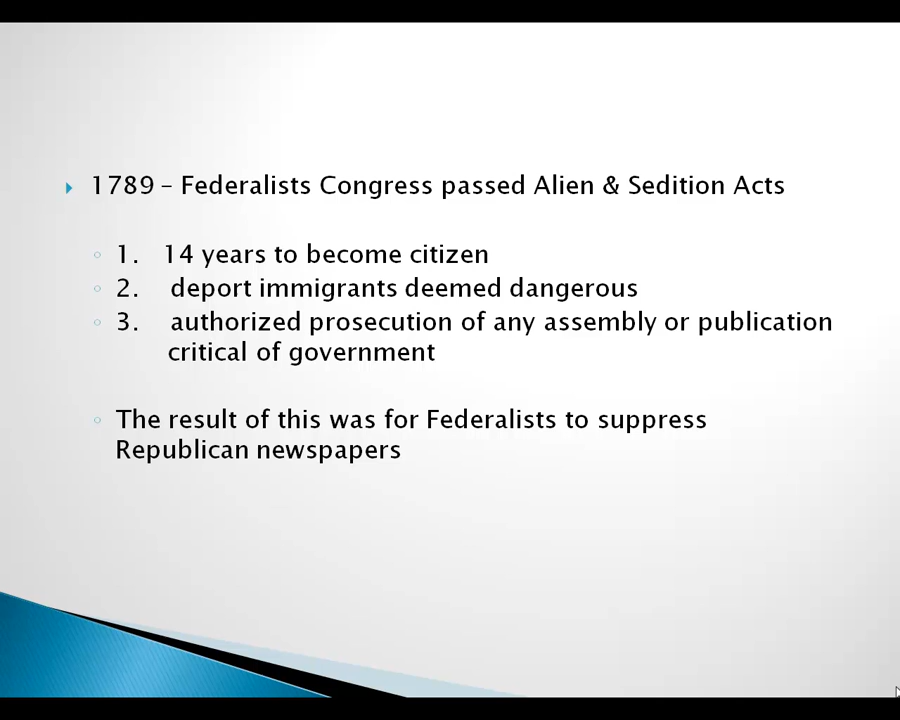 1789 – Federalists Congress passed Alien & Sedition Acts
1. 14 years to become citizen
2. deport immigrants deemed dangerous
3. authorized prosecution of any assembly or publication
critical of government
The result of this was for Federalists to suppress
Republican newspapers